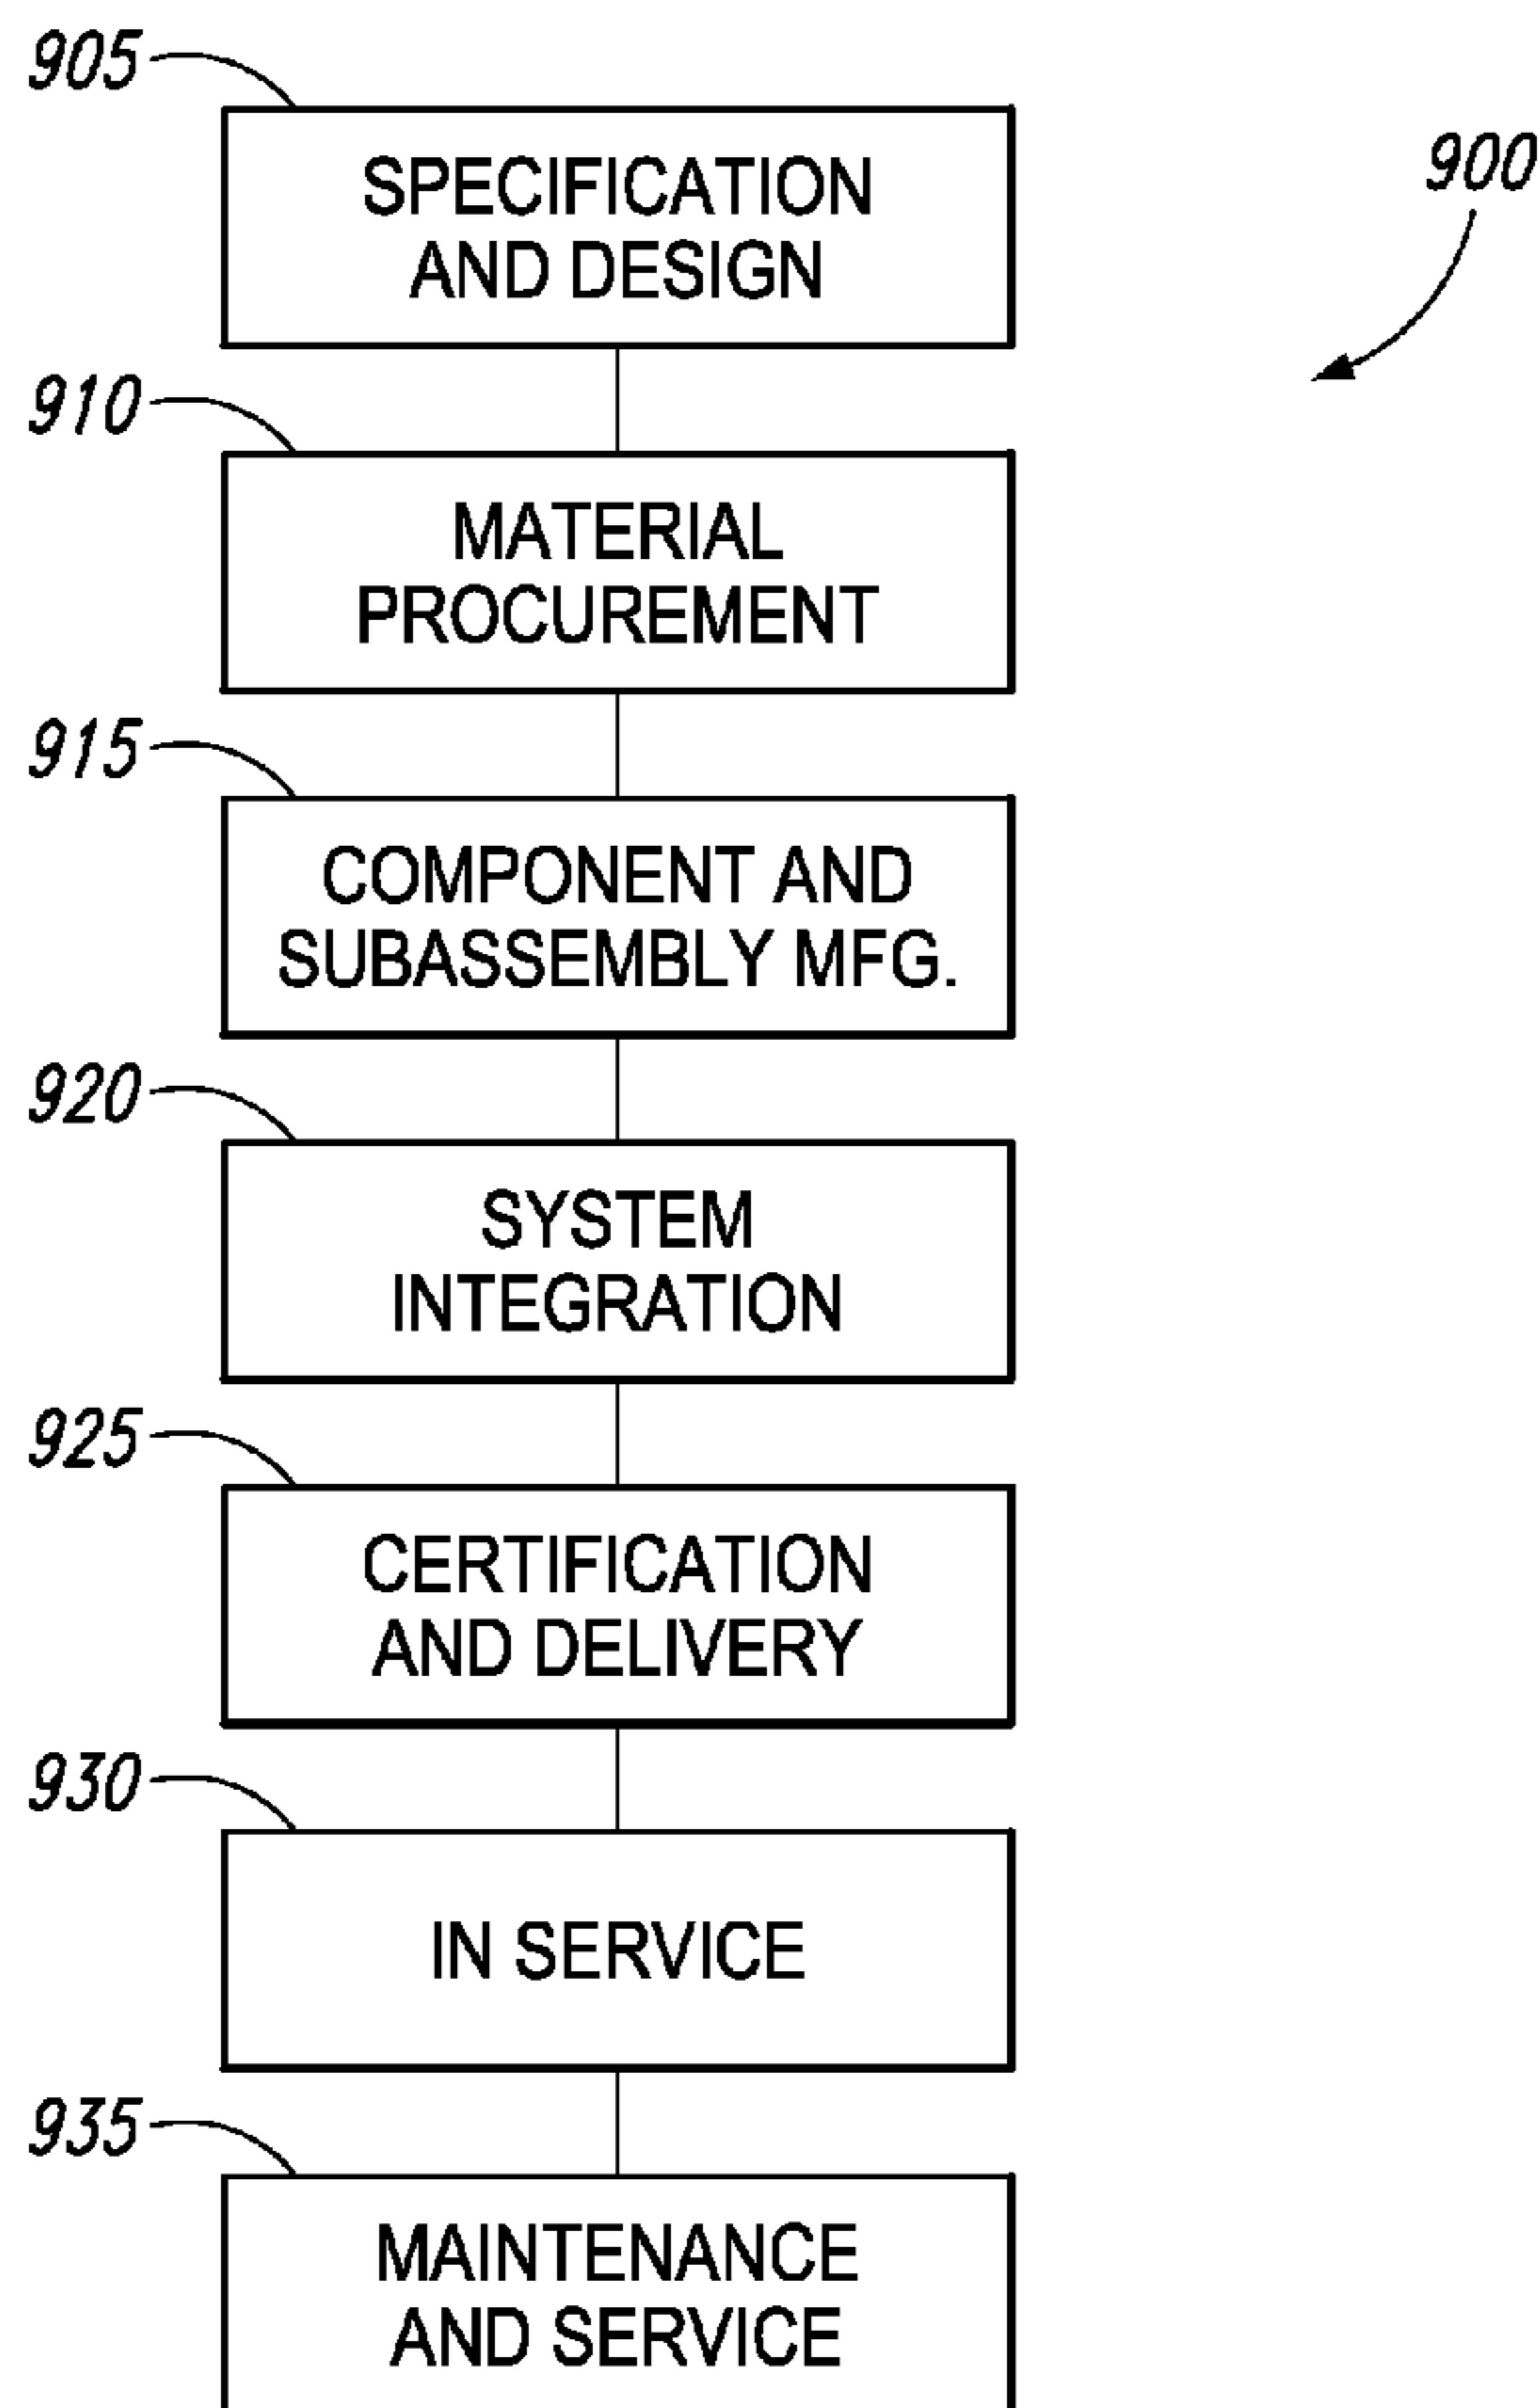 905
SPECIFICATION
AND DESIGN
900
910
MATERIAL
PROCUREMENT
915
COMPONENT AND
SUBASSEMBLY MFG.
920
SYSTEM
INTEGRATION
925
CERTIFICATION
AND DELIVERY
930
IN SERVICE
935
MAINTENANCE
AND SERVICE